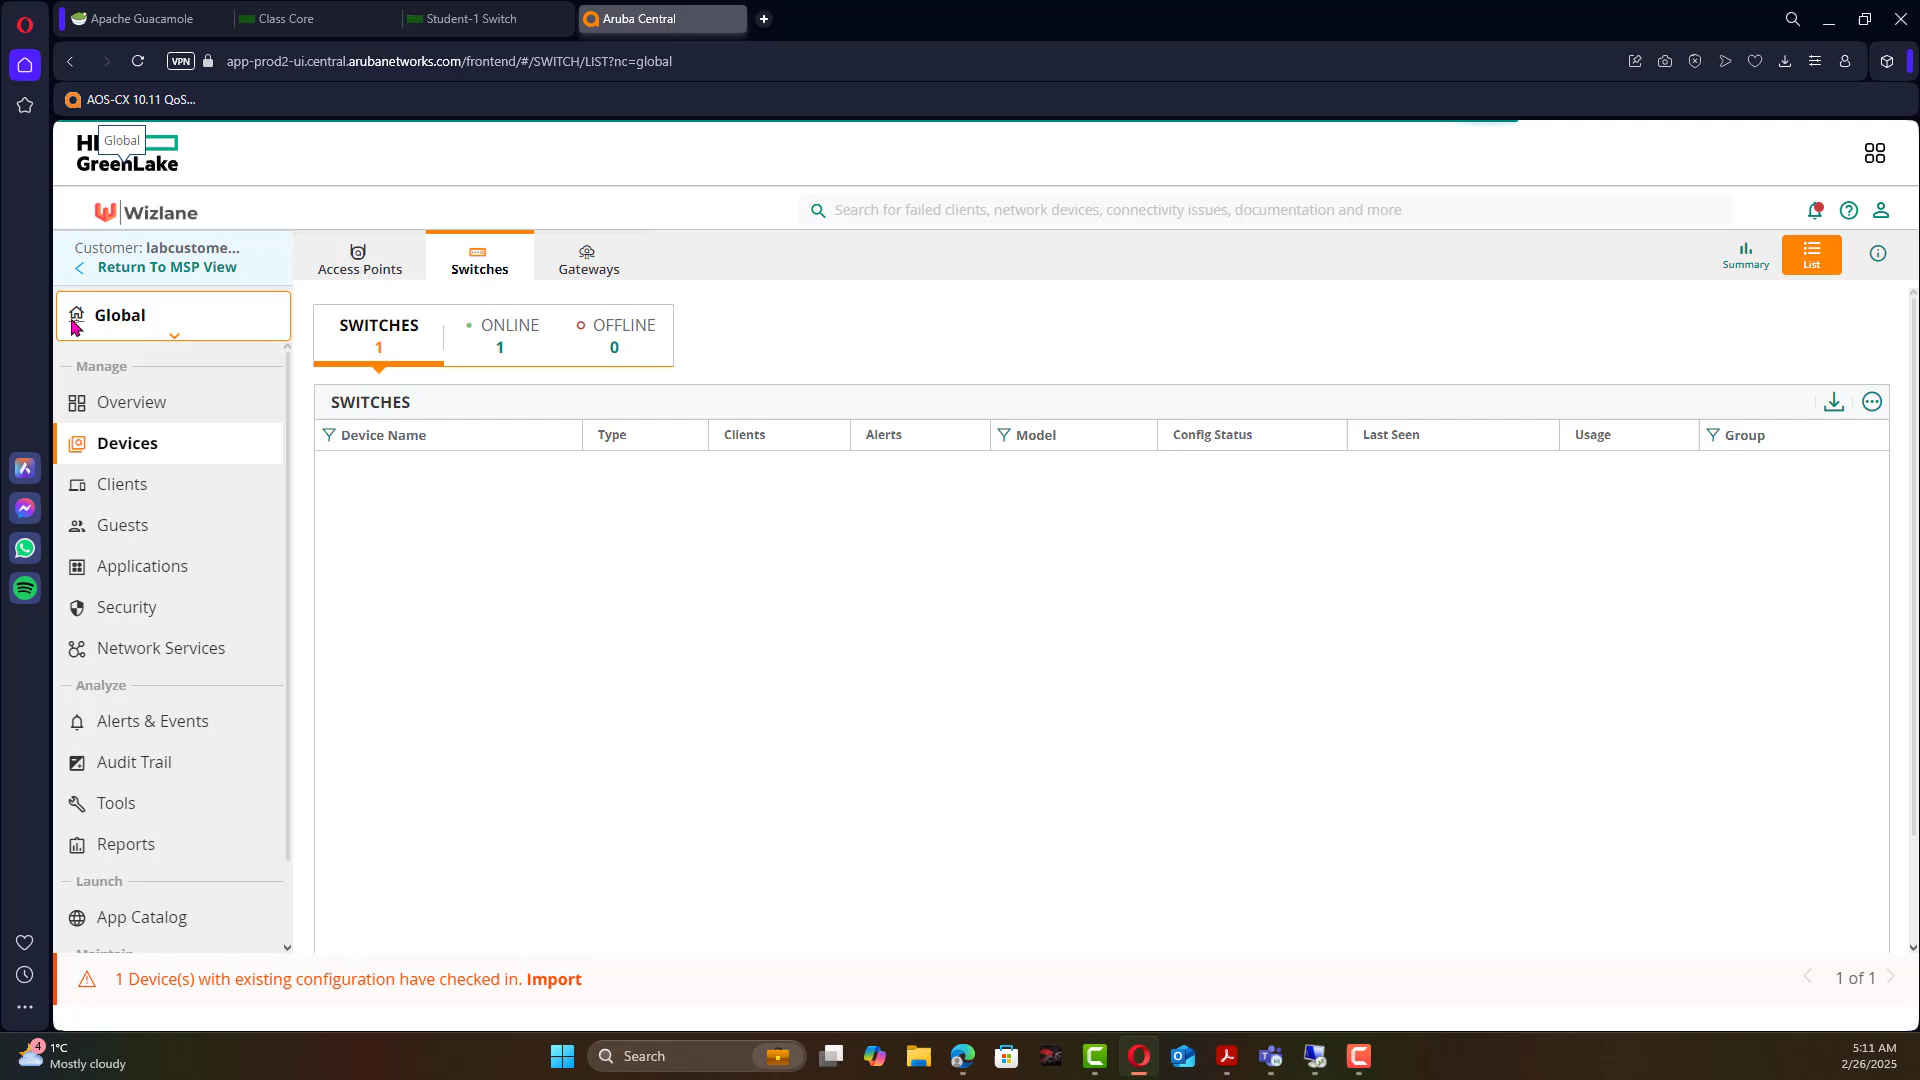 Apache Guacamole
Class Core
Student-1 Switch
Aruba Central
VPN
app-prod2-ui.central.arubanetworks.com/frontend/#/SWITCH/LIST?nc=global
AOS-CX 10.11 QoS...
Global
GreenLake
Wizlane
Search for failed clients, network devices, connectivity issues, documentation and more
Customer: labcustome...
Return To MSP View
Access Points
Switches
Gateways
Summary
List
Global
SWITCHES
1
ONLINE
1
OFFLINE
0
Manage
Overview
Devices
Clients
Guests
Applications
Security
Network Services
Analyze
Alerts & Events
Audit Trail
Tools
Reports
Launch
App Catalog
SWITCHES
Device Name
Type
Clients
Alerts
Model
Config Status
Last Seen
Usage
Group
1 Device(s) with existing configuration have checked in. Import
1 of 1
4
1°C
Mostly cloudy
Search
5:11 AM
2/26/2025